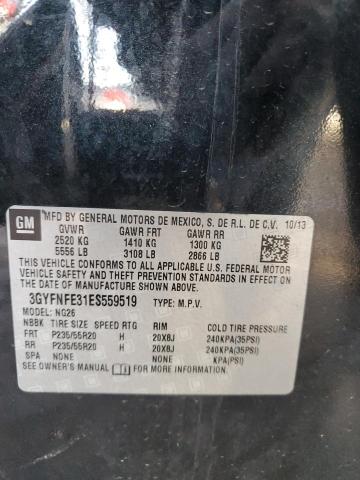 GM
MFD BY GENERAL MOTORS DE MEXICO, S. DE R.L. DE C.V. 10/13
GVWR GAWR FRT GAWR RR
2520 KG 1410 KG 1300 KG
5556 LB 3108 LB 2866 LB
THIS VEHICLE CONFORMS TO ALL APPLICABLE U.S. FEDERAL MOTOR
VEHICLE SAFETY, BUMPER, AND THEFT PREVENTION STANDARDS IN EFFECT ON
THE DATE OF MANUFACTURE SHOWN ABOVE.
3GYFNFE31ES559519 TYPE: M.P.V.
MODEL: NG26
NBBK TIRE SIZE SPEED RTG RIM COLD TIRE PRESSURE
FRT P235/55R20 H 20X8J 240KPA(35PSI)
RR P235/55R20 H 20X8J 240KPA(35PSI)
SPA NONE NONE KPA(PSI)
SEE OWNER'S MANUAL FOR MORE INFORMATION.